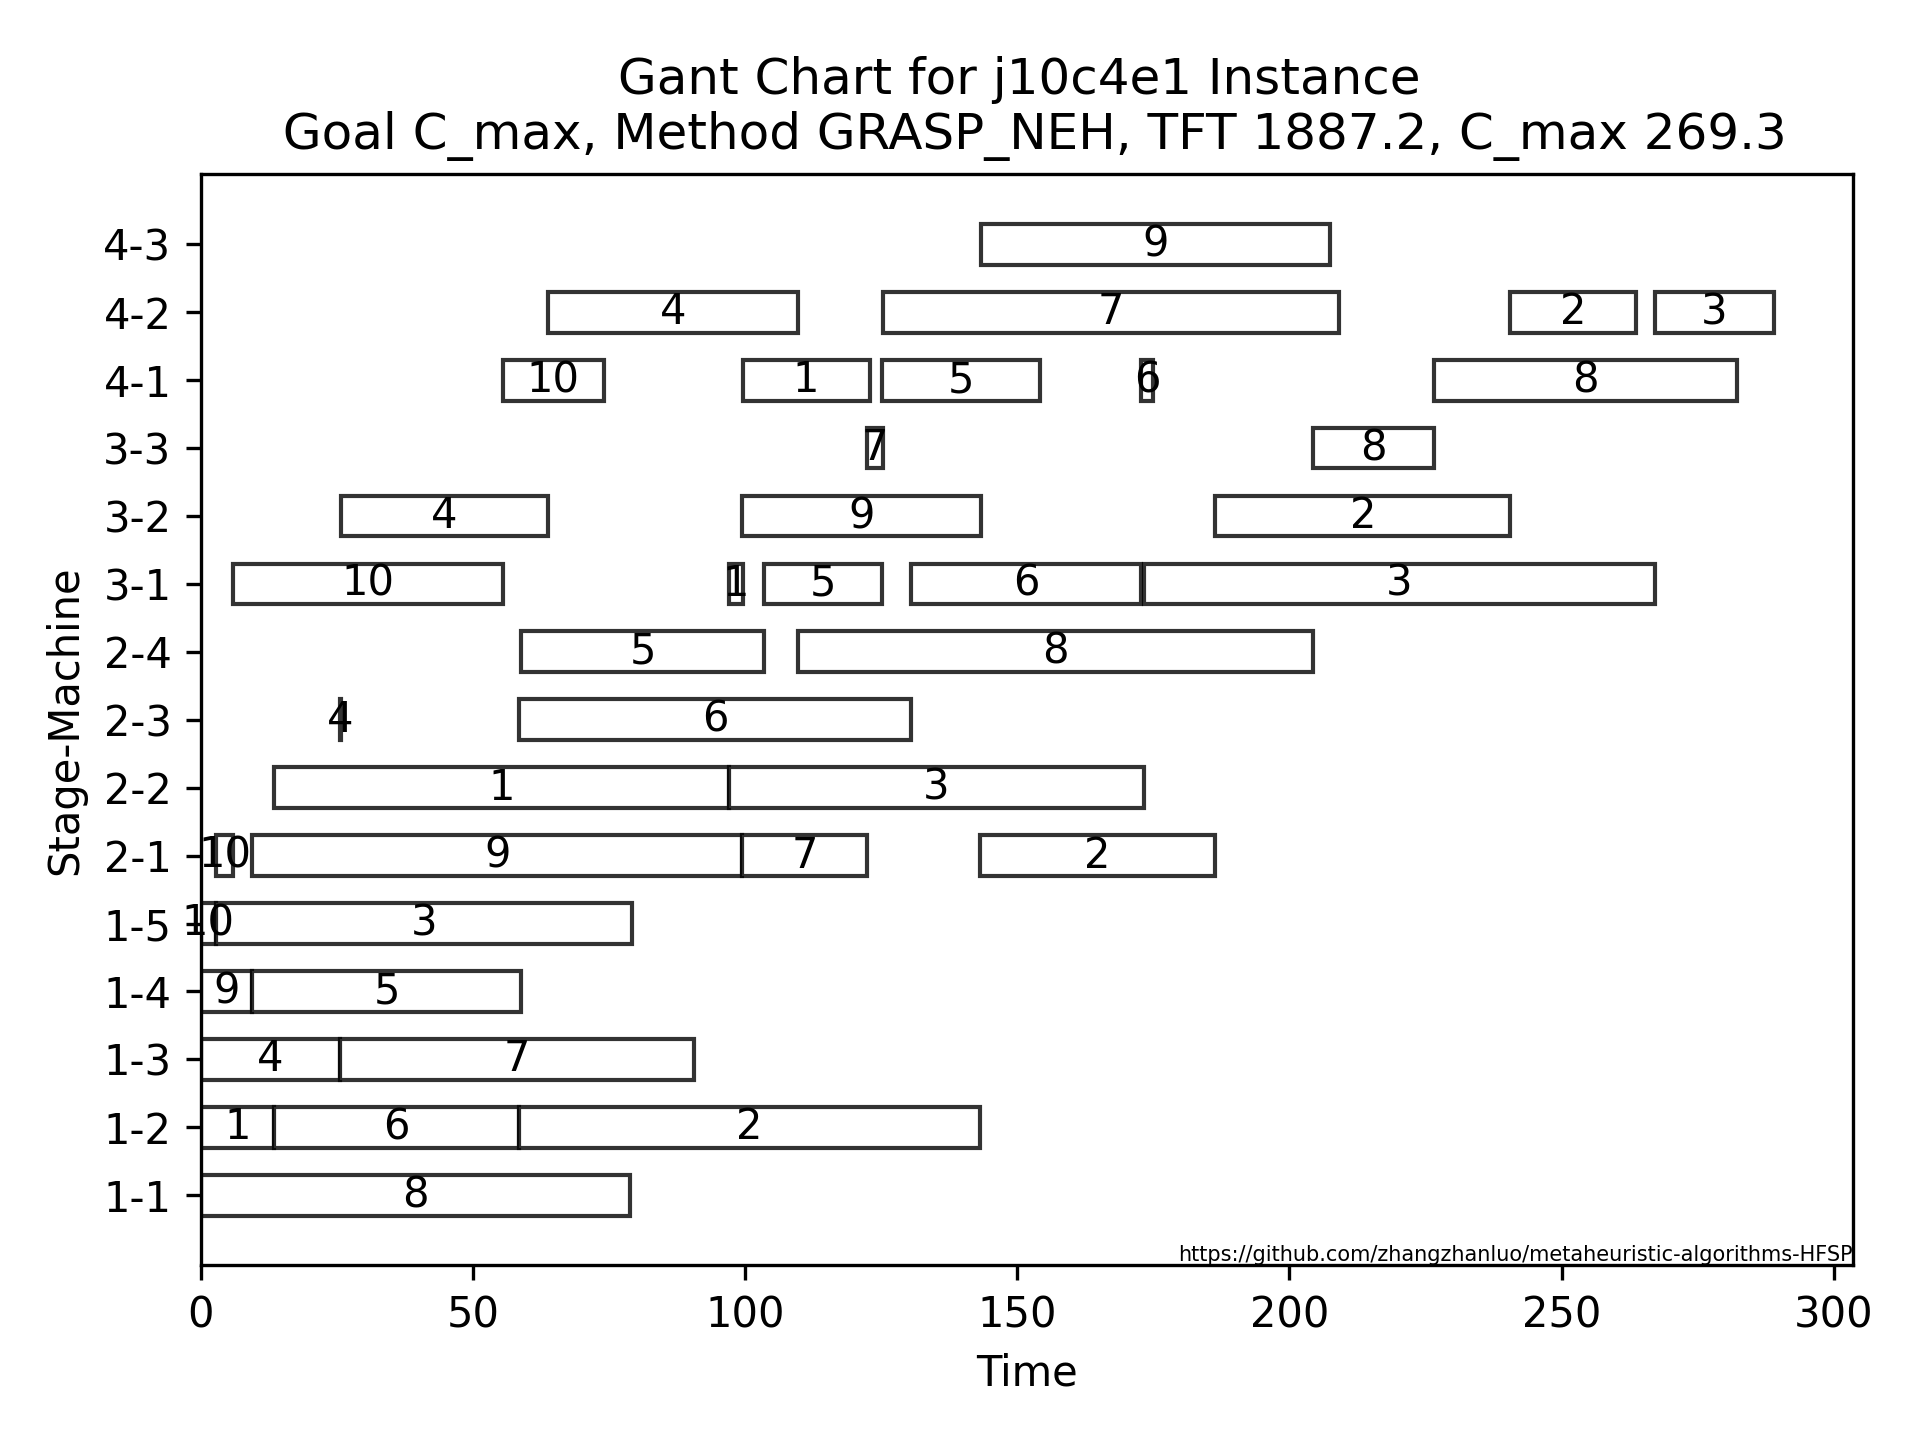 Gant Chart for j10c4e1 Instance
Goal C_max, Method GRASP_NEH, TFT 1887.2, C_max 269.3
Stage-Machine
4-3 9
4-2 4 7 2 3
4-1 10 1 5 6 8
3-3 7 8
3-2 4 9 2
3-1 10 1 5 6 3
2-4 5 8
2-3 4 6
2-2 1 3
2-1 10 9 7 2
1-5 10 3
1-4 9 5
1-3 4 7
1-2 1 6 2
1-1 8
https://github.com/zhangzhanluo/metaheuristic-algorithms-HFSP
0 50 100 150 200 250 300
Time